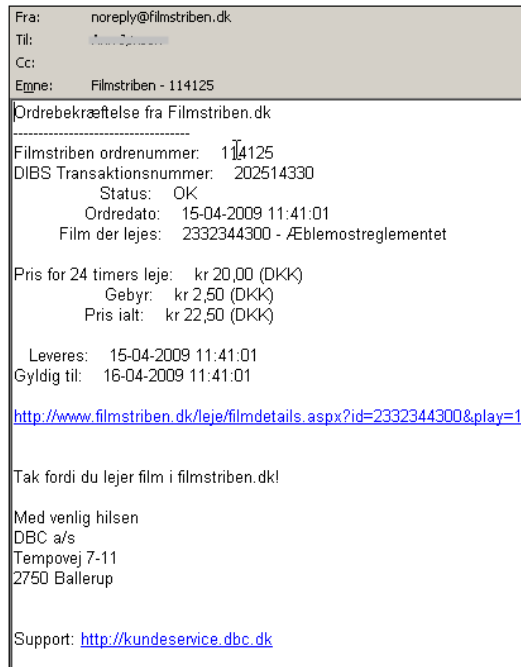 Fra: noreply@filmstriben.dk
Til:
Cc:
Emne: Filmstriben - 114125
Ordrebekræftelse fra Filmstriben.dk
-----------------------------------
Filmstriben ordrenummer: 114125
DIBS Transaktionsnummer: 202514330
Status: OK
Ordredato: 15-04-2009 11:41:01
Film der lejes: 2332344300 - Æblemostreglementet
Pris for 24 timers leje: kr 20,00 (DKK)
Gebyr: kr 2,50 (DKK)
Pris ialt: kr 22,50 (DKK)
Leveres: 15-04-2009 11:41:01
Gyldig til: 16-04-2009 11:41:01
http://www.filmstriben.dk/leje/filmdetails.aspx?id=2332344300&play=1
Tak fordi du lejer film i filmstriben.dk!
Med venlig hilsen
DBC a/s
Tempovej 7-11
2750 Ballerup
Support: http://kundeservice.dbc.dk